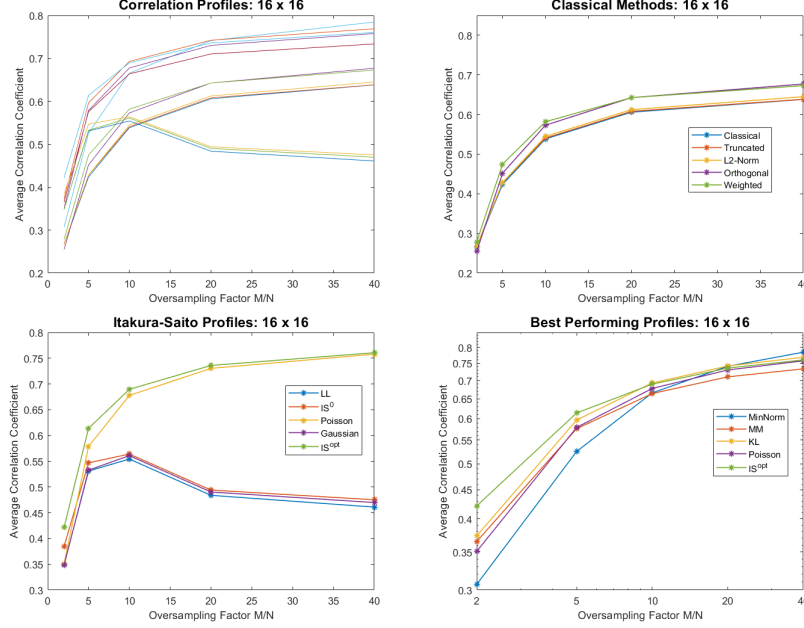 Correlation Profiles: 16 x 16
0.8
0.7
0.6
0.5
0.4
0.3
0.2
0 5 10 15 20 25 30 35 40
Average Correlation Coefficient
Oversampling Factor M/N
Classical Methods: 16 x 16
0.8
0.7
0.6
0.5
0.4
0.3
0.2
5 10 15 20 25 30 35 40
Average Correlation Coefficient
Oversampling Factor M/N
Classical
Truncated
L2-Norm
Orthogonal
Weighted
Itakura-Saito Profiles: 16 x 16
0.8
0.75
0.7
0.65
0.6
0.55
0.5
0.45
0.4
0.35
0.3
0 5 10 15 20 25 30 35 40
Average Correlation Coefficient
Oversampling Factor M/N
LL
IS⁰
Poisson
Gaussian
ISᵒᵖᵗ
Best Performing Profiles: 16 x 16
0.8
0.75
0.7
0.65
0.6
0.55
0.5
0.45
0.4
0.35
0.3
2 5 10 20 40
Average Correlation Coefficient
Oversampling Factor M/N
MinNorm
MM
KL
Poisson
ISᵒᵖᵗ